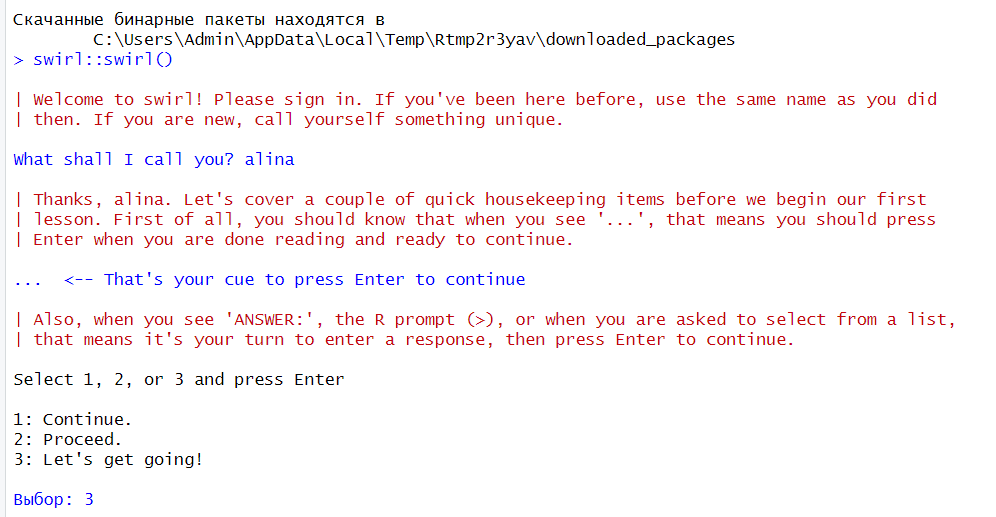 Скачанные бинарные пакеты находятся в
C:\Users\Admin\AppData\Local\Temp\Rtmp2r3yav\downloaded_packages
> swirl::swirl()
| Welcome to swirl! Please sign in. If you've been here before, use the same name as you did
| then. If you are new, call yourself something unique.
What shall I call you? alina
| Thanks, alina. Let's cover a couple of quick housekeeping items before we begin our first
| lesson. First of all, you should know that when you see '...', that means you should press
| Enter when you are done reading and ready to continue.
...  <-- That's your cue to press Enter to continue
| Also, when you see 'ANSWER:', the R prompt (>), or when you are asked to select from a list,
| that means it's your turn to enter a response, then press Enter to continue.
Select 1, 2, or 3 and press Enter
1: Continue.
2: Proceed.
3: Let's get going!
Выбор: 3